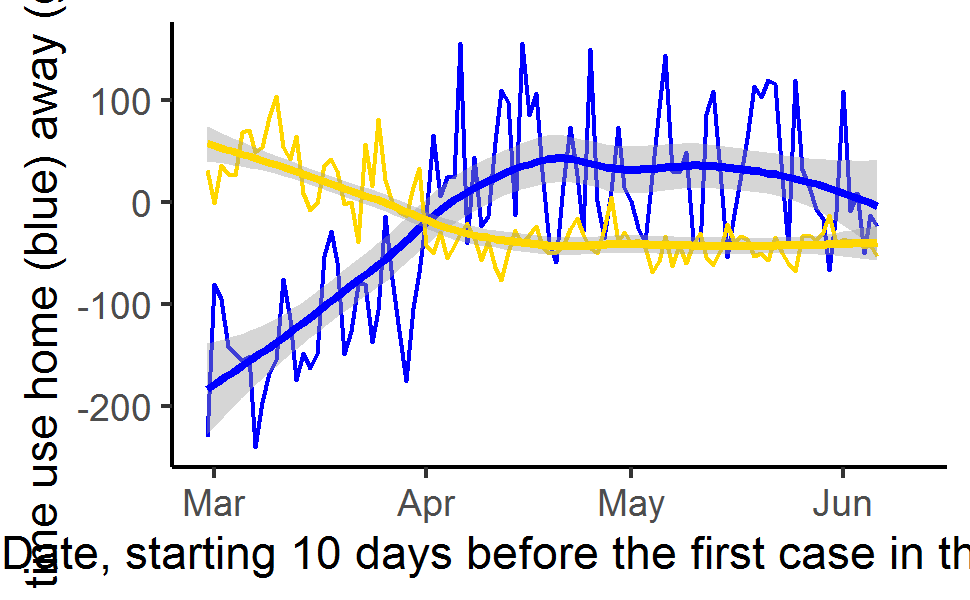 time use home (blue) away (
100
0
-100
-200
Mar Apr May Jun
Date, starting 10 days before the first case in th